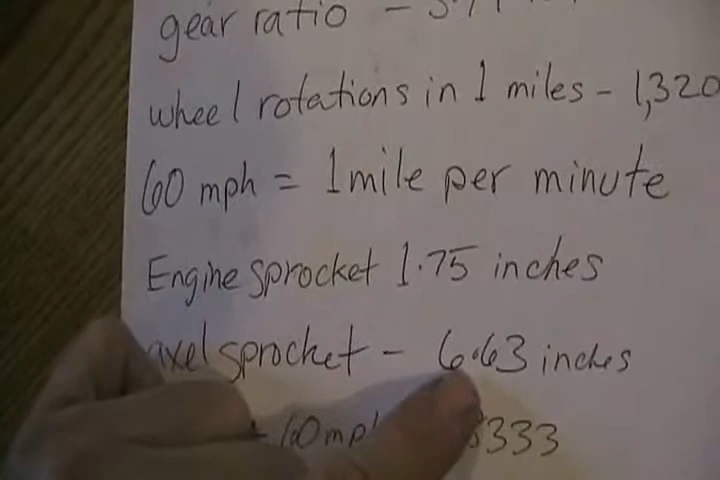 gear ratio -
wheel rotations in 1 miles - 1,320
60 mph = 1 mile per minute
Engine sprocket 1.75 inches
axel sprocket - 6.63 inches
333